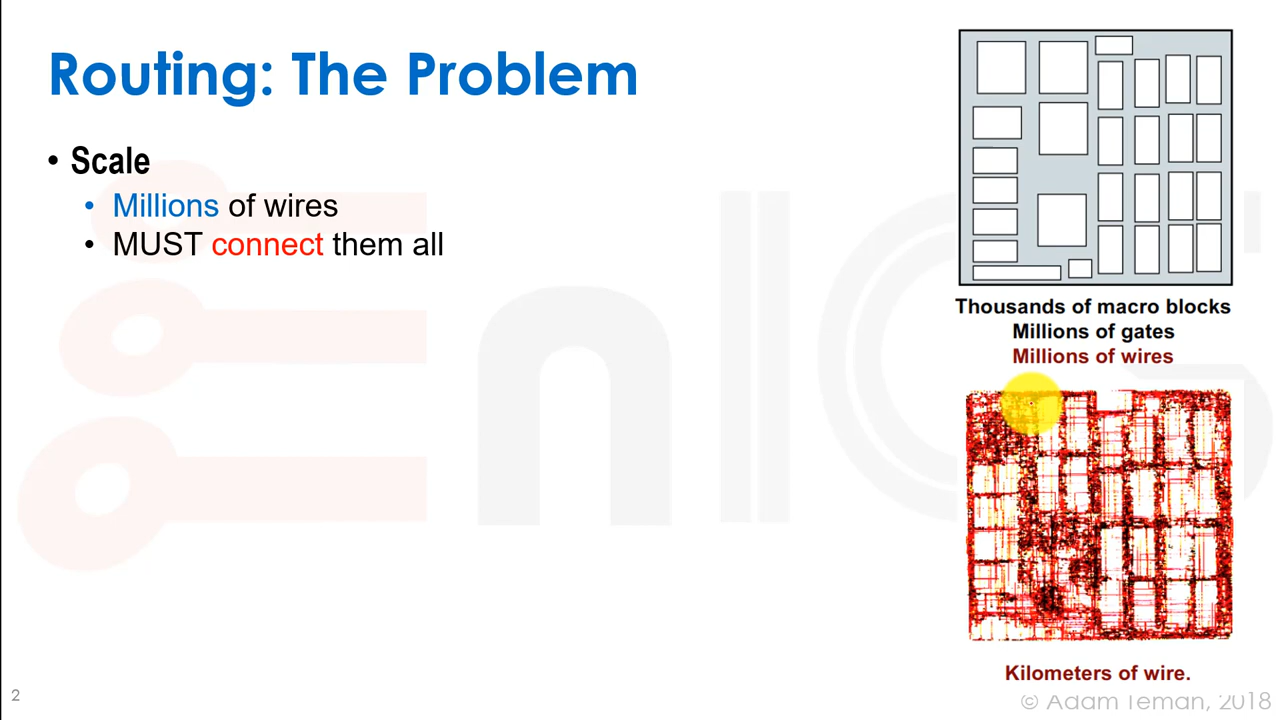 Routing: The Problem
• Scale
• Millions of wires
• MUST connect them all
Thousands of macro blocks
Millions of gates
Millions of wires
Kilometers of wire.
enICS
2
© Adam Teman, 2018